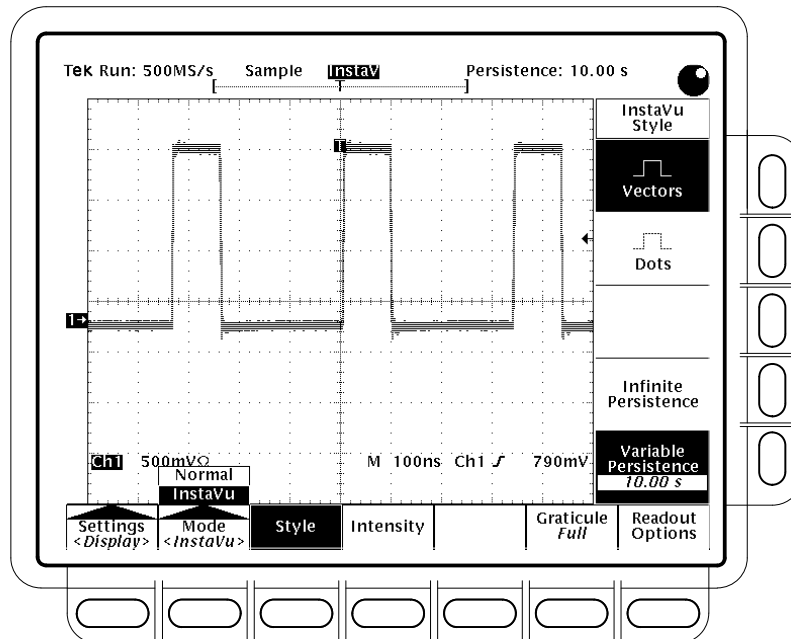 Tek Run: 500MS/s Sample InstaV Persistence: 10.00 s
T
T
1
Ch1 500mVΩ M 100ns Ch1 790mV
InstaVu
Style
Vectors
Dots
Infinite
Persistence
Variable
Persistence
10.00 s
Normal
InstaVu
Settings
<Display>
Mode
<InstaVu>
Style
Intensity
Graticule
Full
Readout
Options